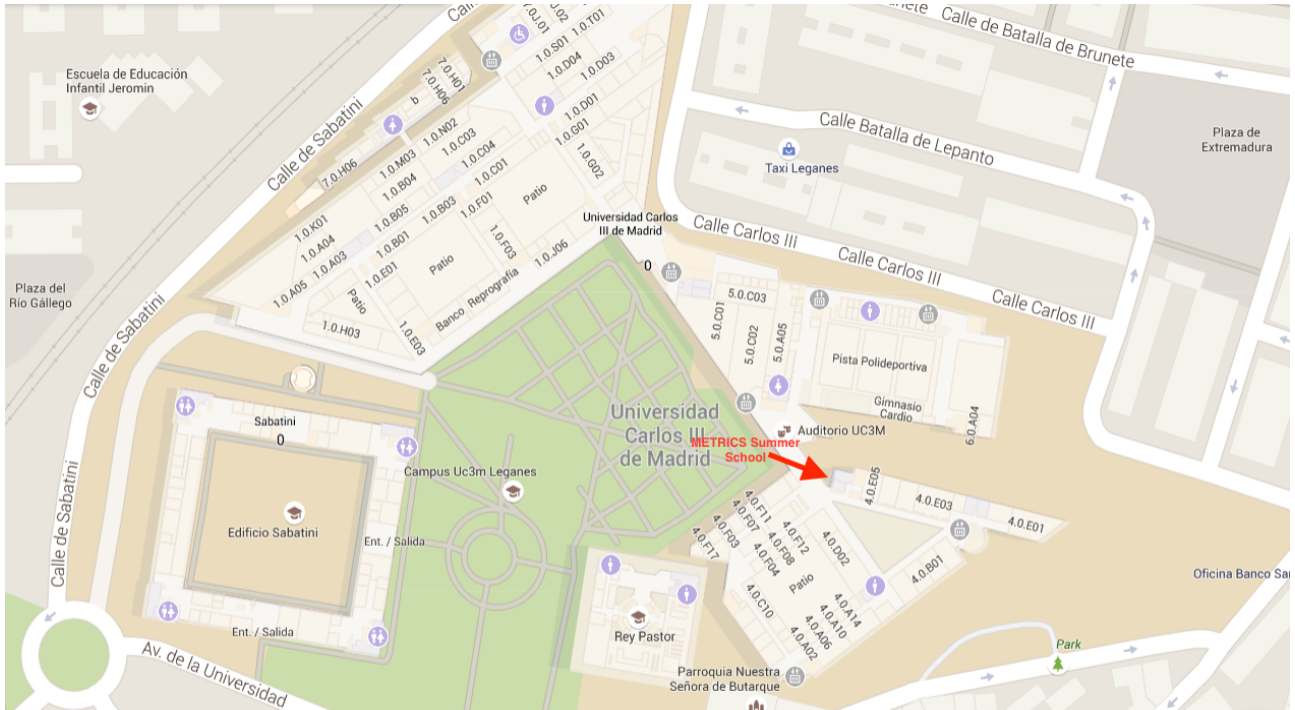 Calle
Calle de Batalla de Brunete
Escuela de Educación
Infantil Jeromin
Plaza de
Extremadura
Calle Batalla de Lepanto
Taxi Leganes
Calle de Sabatini
7.0.H01
7.0.H06
b
7.0.H06
1.0.T01
1.0.S01
1.0.D04
1.0.D03
1.0.D01
1.0.G01
1.0.G02
1.0.N02
1.0.M03
1.0.C03
1.0.C04
1.0.C01
1.0.B04
1.0.B05
1.0.B03
1.0.B01
1.0.F01
1.0.F03
1.0.K01
1.0.A04
1.0.A03
1.0.A05
1.0.E01
1.0.E03
1.0.H03
1.0.J06
Patio
Patio
Patio
Banco
Reprografía
Universidad Carlos
III de Madrid
0
Calle Carlos III
Calle Carlos III
Calle Carlos III
Plaza del
Río Gállego
Calle de Sabatini
5.0.C03
5.0.C01
5.0.C02
5.0.A05
Pista Polideportiva
Gimnasio
Cardio
6.0.A04
Auditorio UC3M
Universidad
Carlos III
de Madrid
METRICS Summer
School
Sabatini
0
Campus Uc3m Leganes
Edificio Sabatini
Ent. / Salida
Ent. / Salida
Calle de Sabatini
4.0.E05
4.0.E03
4.0.E01
4.0.F11
4.0.F07
4.0.F03
4.0.F17
4.0.F12
4.0.F08
4.0.F04
4.0.D02
4.0.B01
Patio
4.0.C10
4.0.A14
4.0.A10
4.0.A06
4.0.A02
Rey Pastor
Oficina Banco Sa
Park
Parroquia Nuestra
Señora de Butarque
Av. de la Universidad